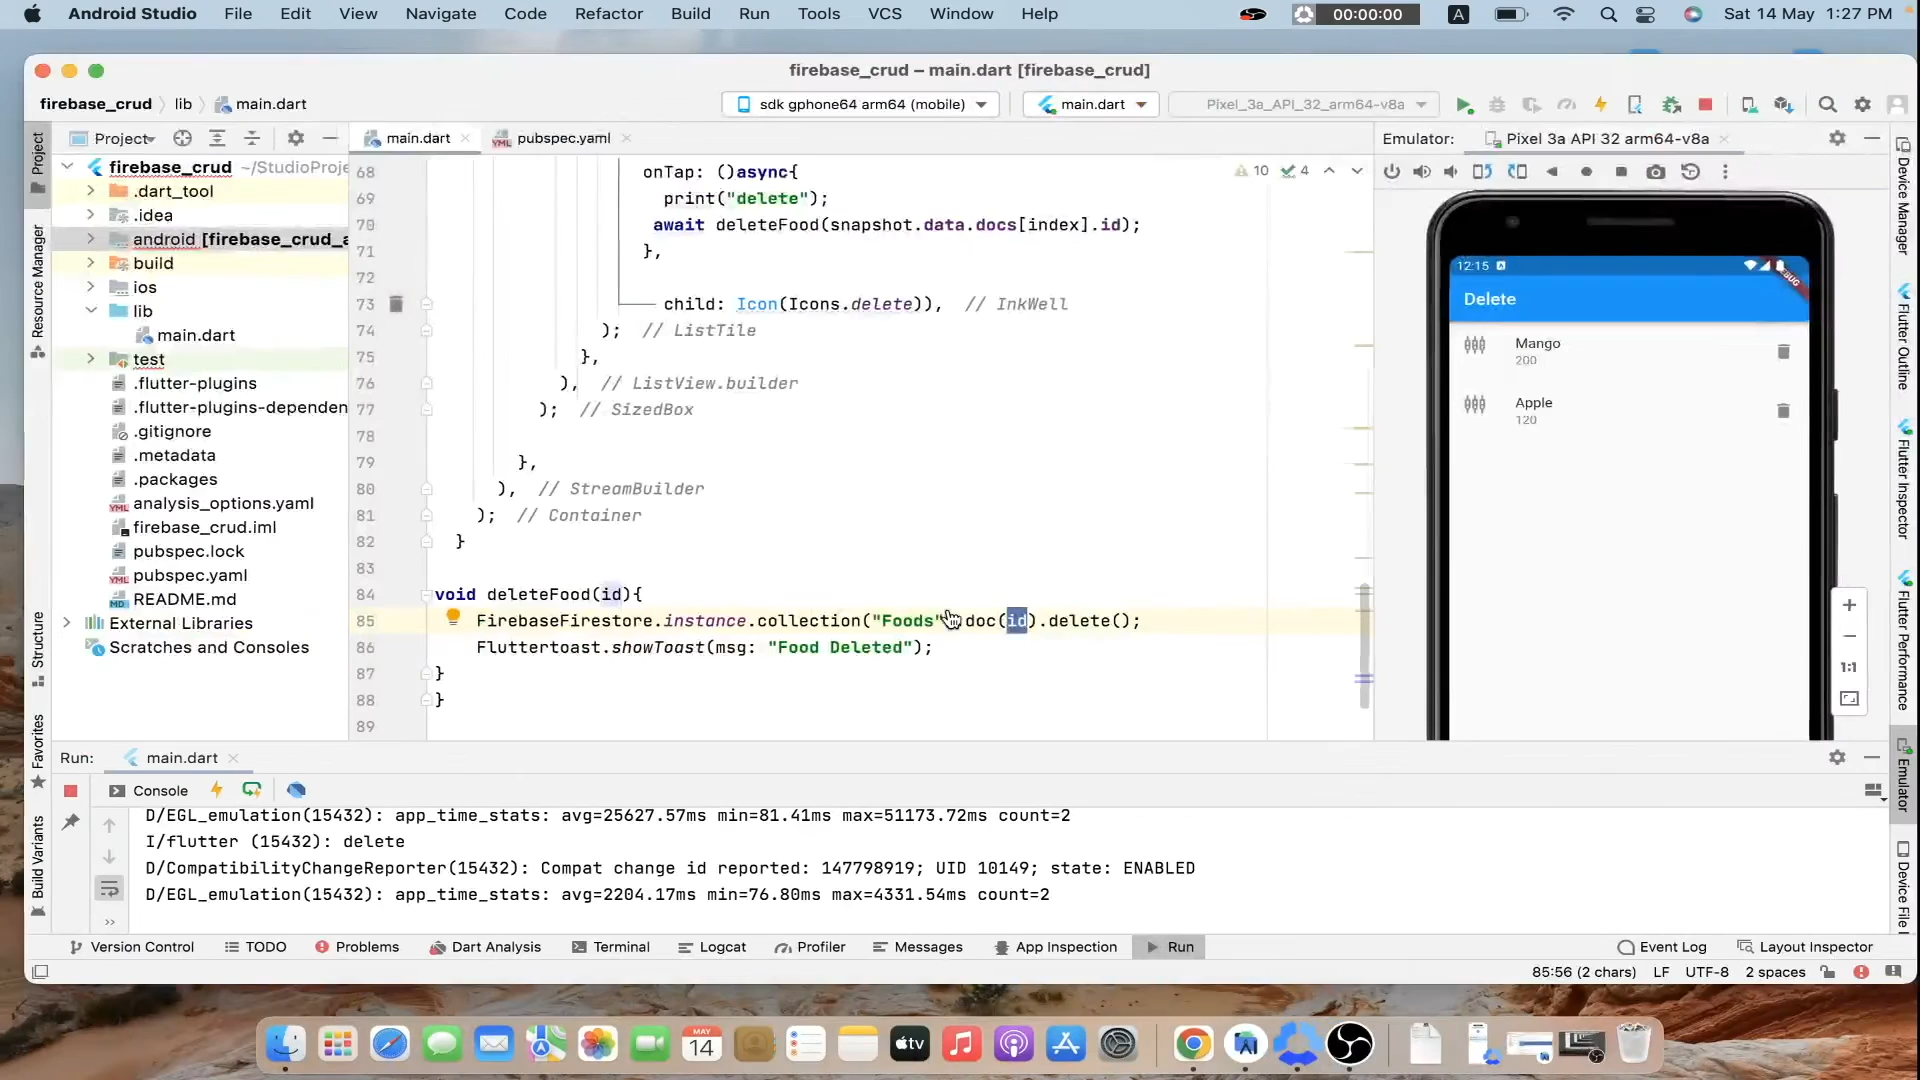 Android Studio File Edit View Navigate Code Refactor Build Run Tools VCS Window Help 00:00:00 A Sat 14 May 1:27 PM
firebase_crud – main.dart [firebase_crud]
firebase_crud lib main.dart sdk gphone64 arm64 (mobile) main.dart Pixel_3a_API_32_arm64-v8a
Project main.dart pubspec.yaml Emulator: Pixel 3a API 32 arm64-v8a
Project
Resource Manager
Structure
Favorites
Build Variants
firebase_crud ~/StudioProje
.dart_tool
.idea
android [firebase_crud_a
build
ios
lib
main.dart
test
.flutter-plugins
.flutter-plugins-dependen
.gitignore
.metadata
.packages
analysis_options.yaml
firebase_crud.iml
pubspec.lock
pubspec.yaml
README.md
External Libraries
Scratches and Consoles
10 4
68 onTap: ()async{
69 print("delete");
70 await deleteFood(snapshot.data.docs[index].id);
71 },
72
73 child: Icon(Icons.delete)), // InkWell
74 ); // ListTile
75 },
76 ), // ListView.builder
77 ); // SizedBox
78
79 },
80 ), // StreamBuilder
81 ); // Container
82 }
83
84 void deleteFood(id){
85 FirebaseFirestore.instance.collection("Foods" doc(id).delete();
86 Fluttertoast.showToast(msg: "Food Deleted");
87 }
88 }
89
12:15
DEBUG
Delete
Mango
200
Apple
120
1:1
Device Manager
Flutter Outline
Flutter Inspector
Flutter Performance
Emulator
Device File
Run: main.dart
Console
D/EGL_emulation(15432): app_time_stats: avg=25627.57ms min=81.41ms max=51173.72ms count=2
I/flutter (15432): delete
D/CompatibilityChangeReporter(15432): Compat change id reported: 147798919; UID 10149; state: ENABLED
D/EGL_emulation(15432): app_time_stats: avg=2204.17ms min=76.80ms max=4331.54ms count=2
Version Control TODO Problems Dart Analysis Terminal Logcat Profiler Messages App Inspection Run Event Log Layout Inspector
85:56 (2 chars) LF UTF-8 2 spaces
MAY
14
tv